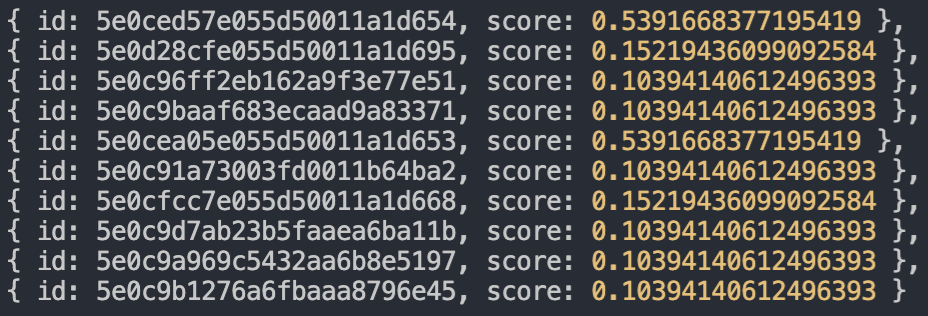 { id: 5e0ced57e055d50011a1d654, score: 0.5391668377195419 },
{ id: 5e0d28cfe055d50011a1d695, score: 0.15219436099092584 },
{ id: 5e0c96ff2eb162a9f3e77e51, score: 0.10394140612496393 },
{ id: 5e0c9baaf683ecaad9a83371, score: 0.10394140612496393 },
{ id: 5e0cea05e055d50011a1d653, score: 0.5391668377195419 },
{ id: 5e0c91a73003fd0011b64ba2, score: 0.10394140612496393 },
{ id: 5e0cfcc7e055d50011a1d668, score: 0.15219436099092584 },
{ id: 5e0c9d7ab23b5faaea6ba11b, score: 0.10394140612496393 },
{ id: 5e0c9a969c5432aa6b8e5197, score: 0.10394140612496393 },
{ id: 5e0c9b1276a6fbaaa8796e45, score: 0.10394140612496393 }